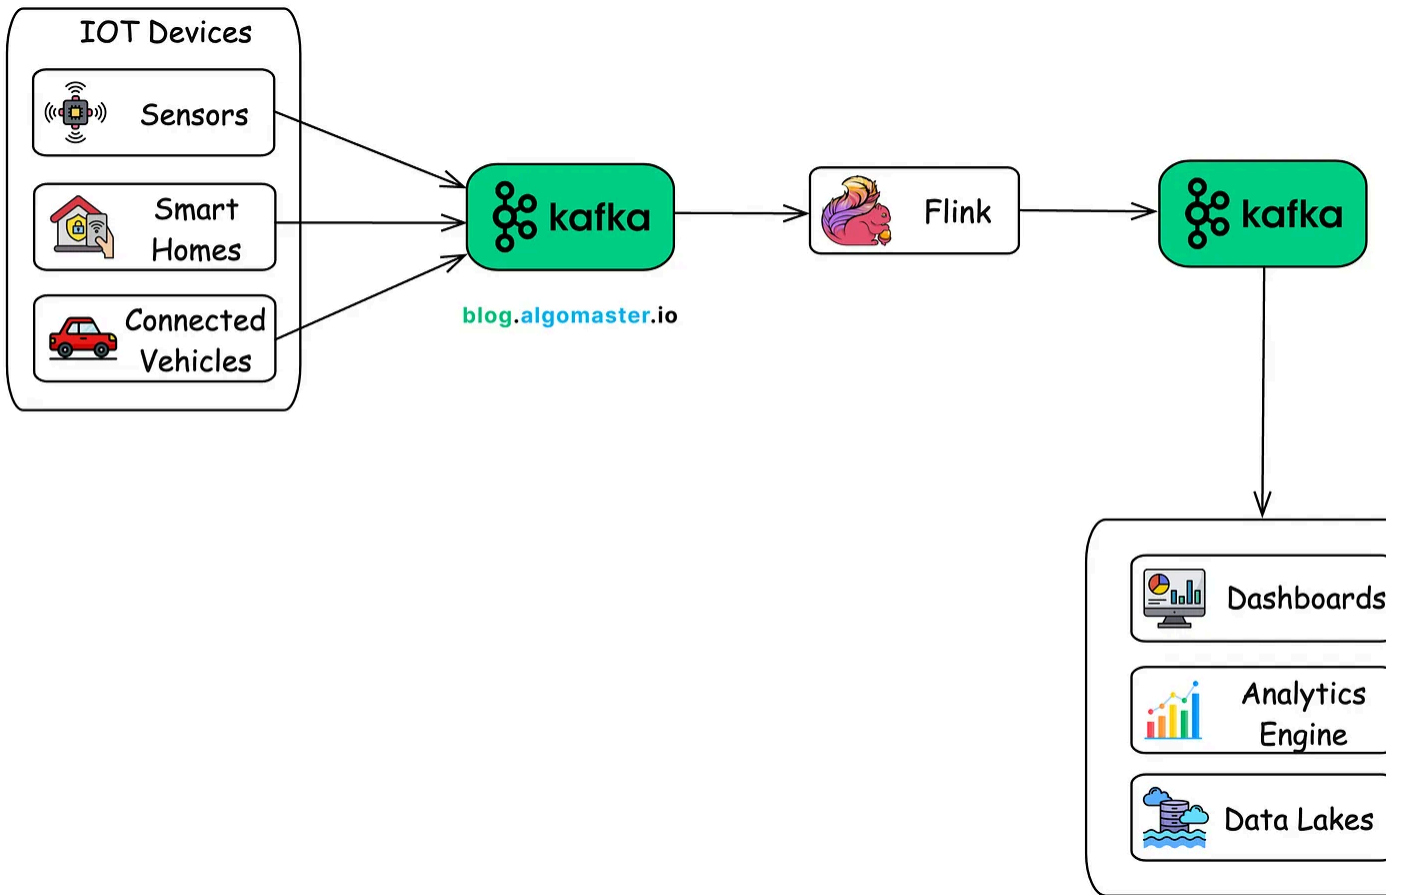 IOT Devices
Sensors
Smart
Homes
Connected
Vehicles
kafka
blog.algomaster.io
Flink
kafka
Dashboards
Analytics
Engine
Data Lakes